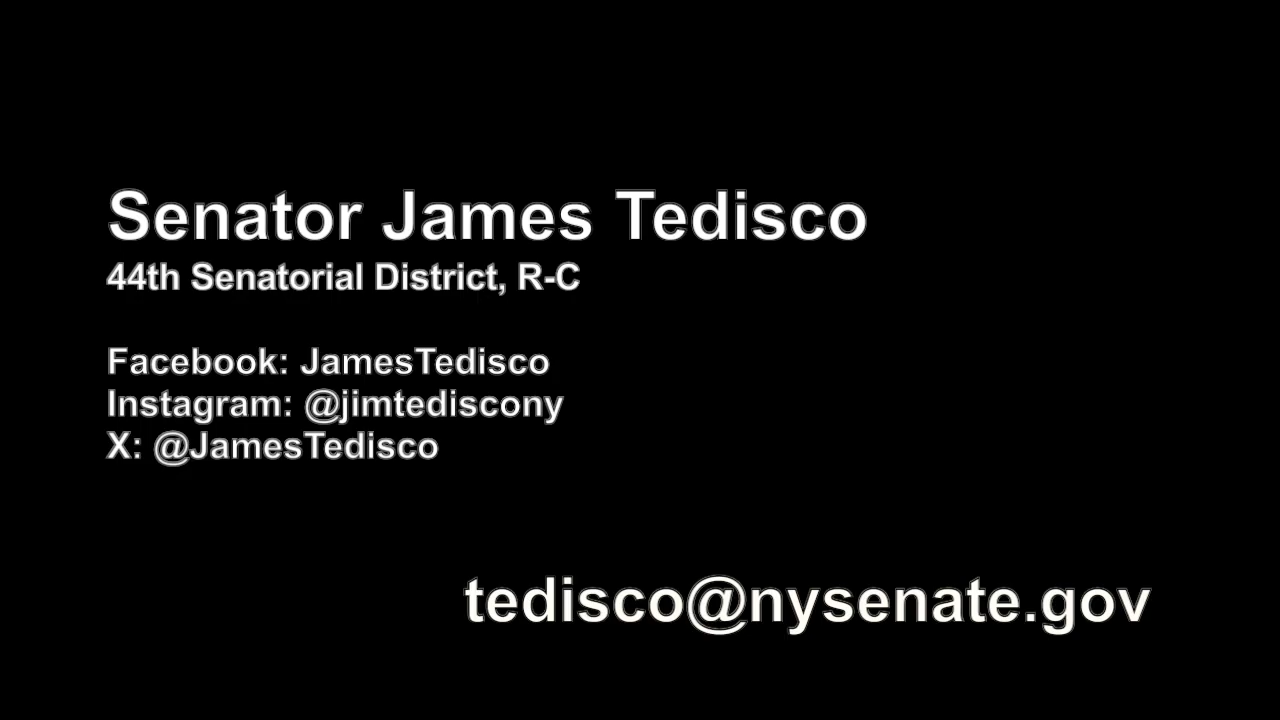 Senator James Tedisco
44th Senatorial District, R-C
Facebook: JamesTedisco
Instagram: @jimtediscony
X: @JamesTedisco
tedisco@nysenate.gov